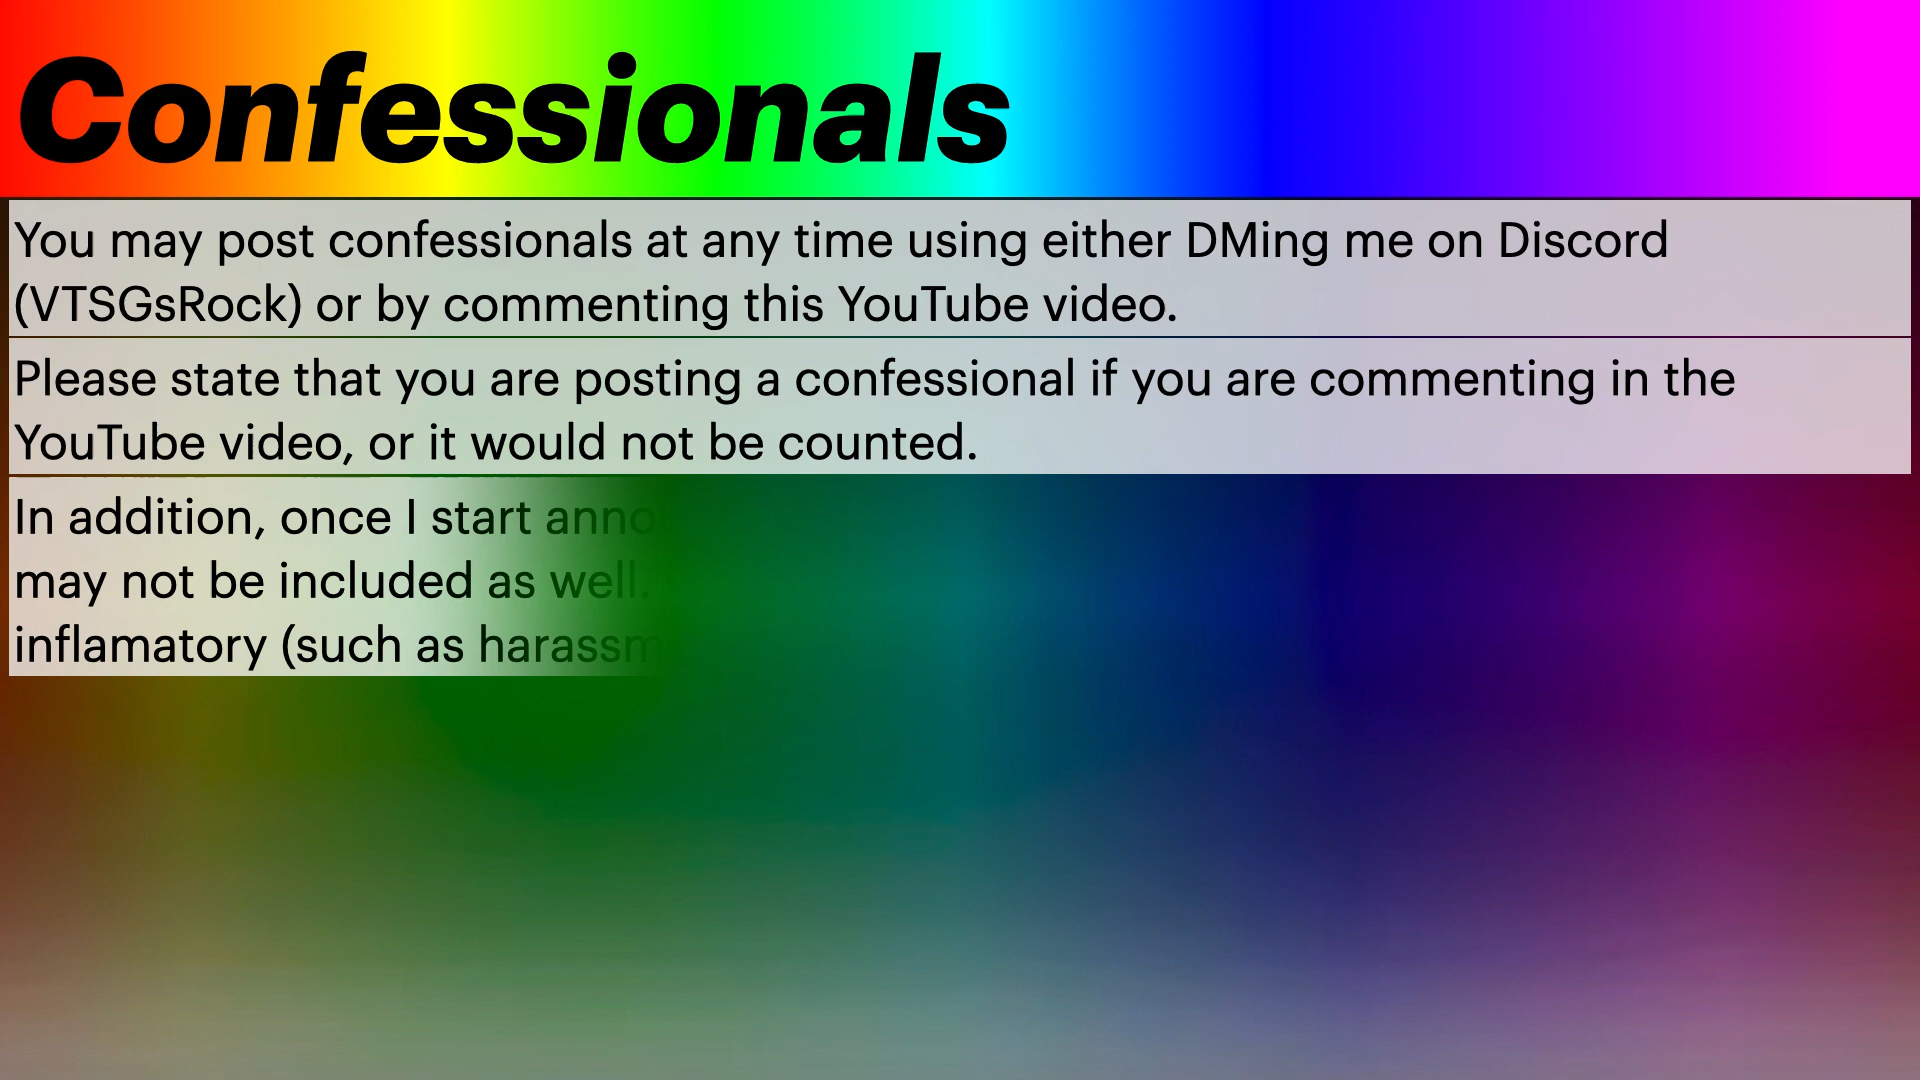 Confessionals
You may post confessionals at any time using either DMing me on Discord
(VTSGsRock) or by commenting this YouTube video.
Please state that you are posting a confessional if you are commenting in the
YouTube video, or it would not be counted.
In addition, once I start
may not be included as well.
inflamatory (such as